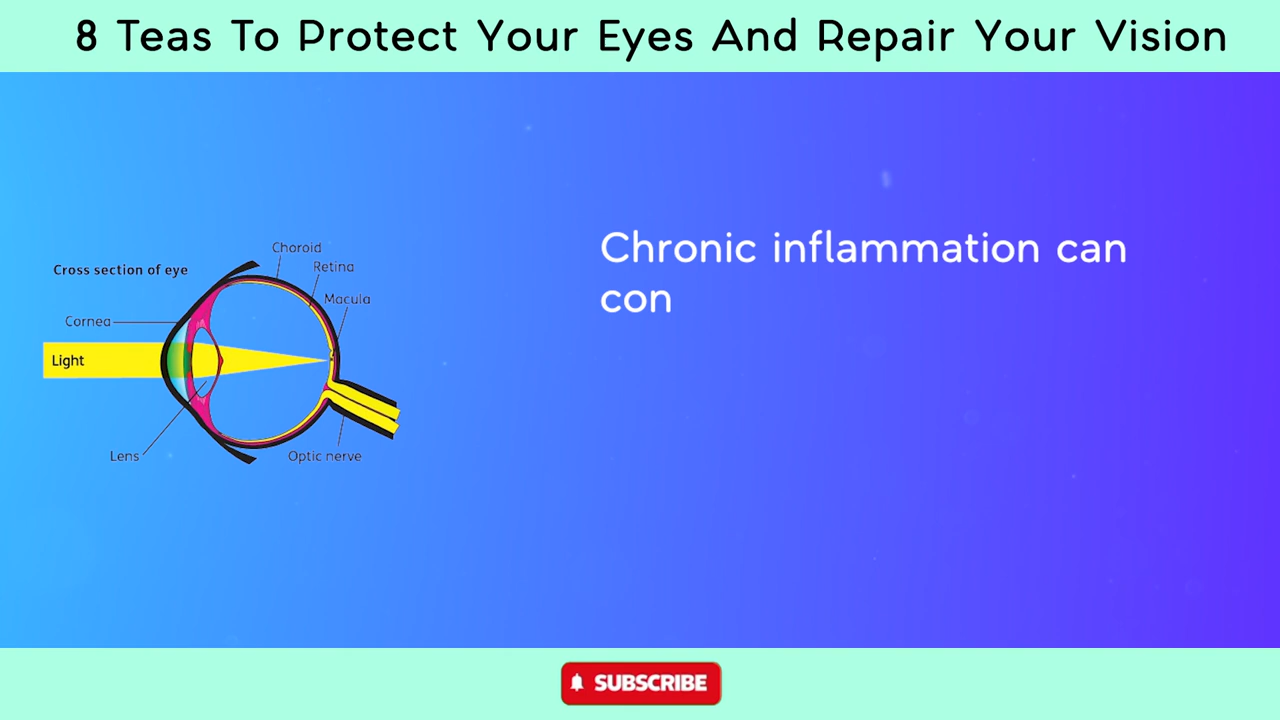 8 Teas To Protect Your Eyes And Repair Your Vision
Choroid
Cross section of eye
Retina
Macula
Cornea
Light
Lens
Optic nerve
Chronic inflammation can
con
SUBSCRIBE